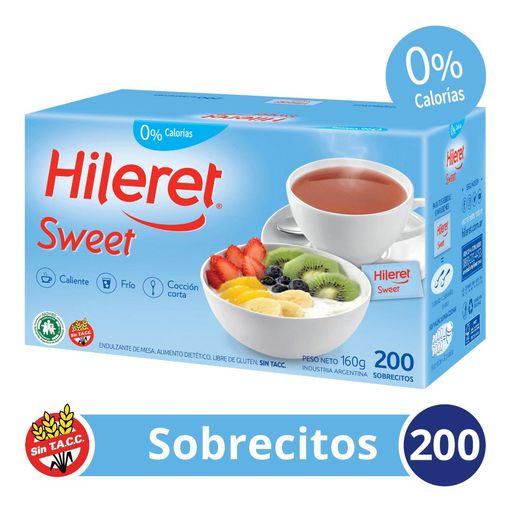 0%
Calorías
0% Calorías
Hileret®
Sweet
Caliente
Frío
Cocción
corta
Hileret
Sweet
ENDULZANTE DE MESA. ALIMENTO DIETÉTICO. LIBRE DE GLUTEN. SIN TACC.
PESO NETO 160g
INDUSTRIA ARGENTINA
200
SOBRECITOS
Sin T.A.C.C.
Sobrecitos
200